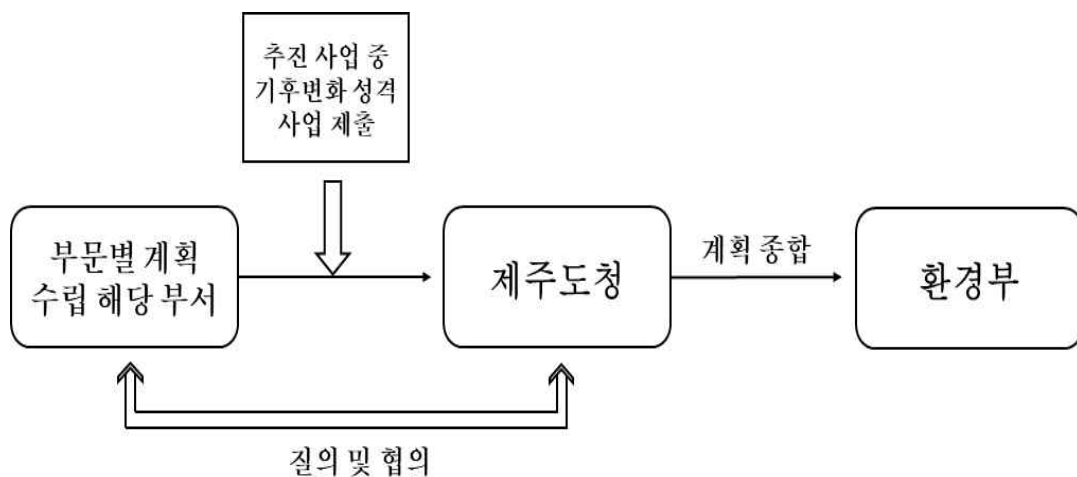 추진 사업 중
기후변화 성격
사업 제출
부문별 계획
수립 해당 부서
제주도청
계획 종합
환경부
질의 및 협의